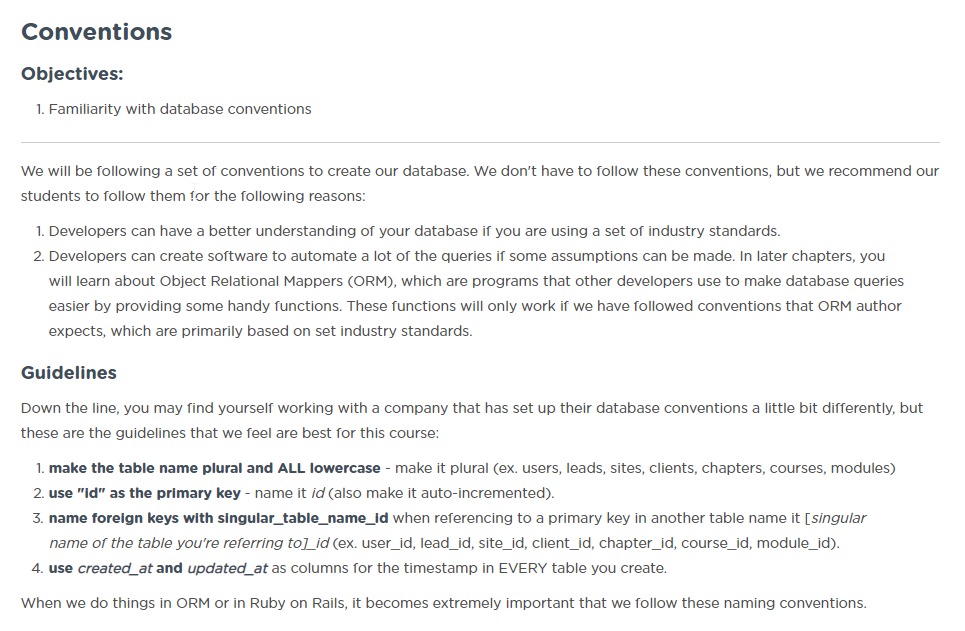 Conventions
Objectives:
1. Familiarity with database conventions
We will be following a set of conventions to create our database. We don't have to follow these conventions, but we recommend our
students to follow them for the following reasons:
1. Developers can have a better understanding of your database if you are using a set of industry standards.
2. Developers can create software to automate a lot of the queries if some assumptions can be made. In later chapters, you
will learn about Object Relational Mappers (ORM), which are programs that other developers use to make database queries
easier by providing some handy functions. These functions will only work if we have followed conventions that ORM author
expects, which are primarily based on set industry standards.
Guidelines
Down the line, you may find yourself working with a company that has set up their database conventions a little bit differently, but
these are the guidelines that we feel are best for this course:
1. make the table name plural and ALL lowercase - make it plural (ex. users, leads, sites, clients, chapters, courses, modules)
2. use "id" as the primary key - name it id (also make it auto-incremented).
3. name foreign keys with singular_table_name_id when referencing to a primary key in another table name it [singular
name of the table you're referring to]_id (ex. user_id, lead_id, site_id, client_id, chapter_id, course_id, module_id).
4. use created_at and updated_at as columns for the timestamp in EVERY table you create.
When we do things in ORM or in Ruby on Rails, it becomes extremely important that we follow these naming conventions.